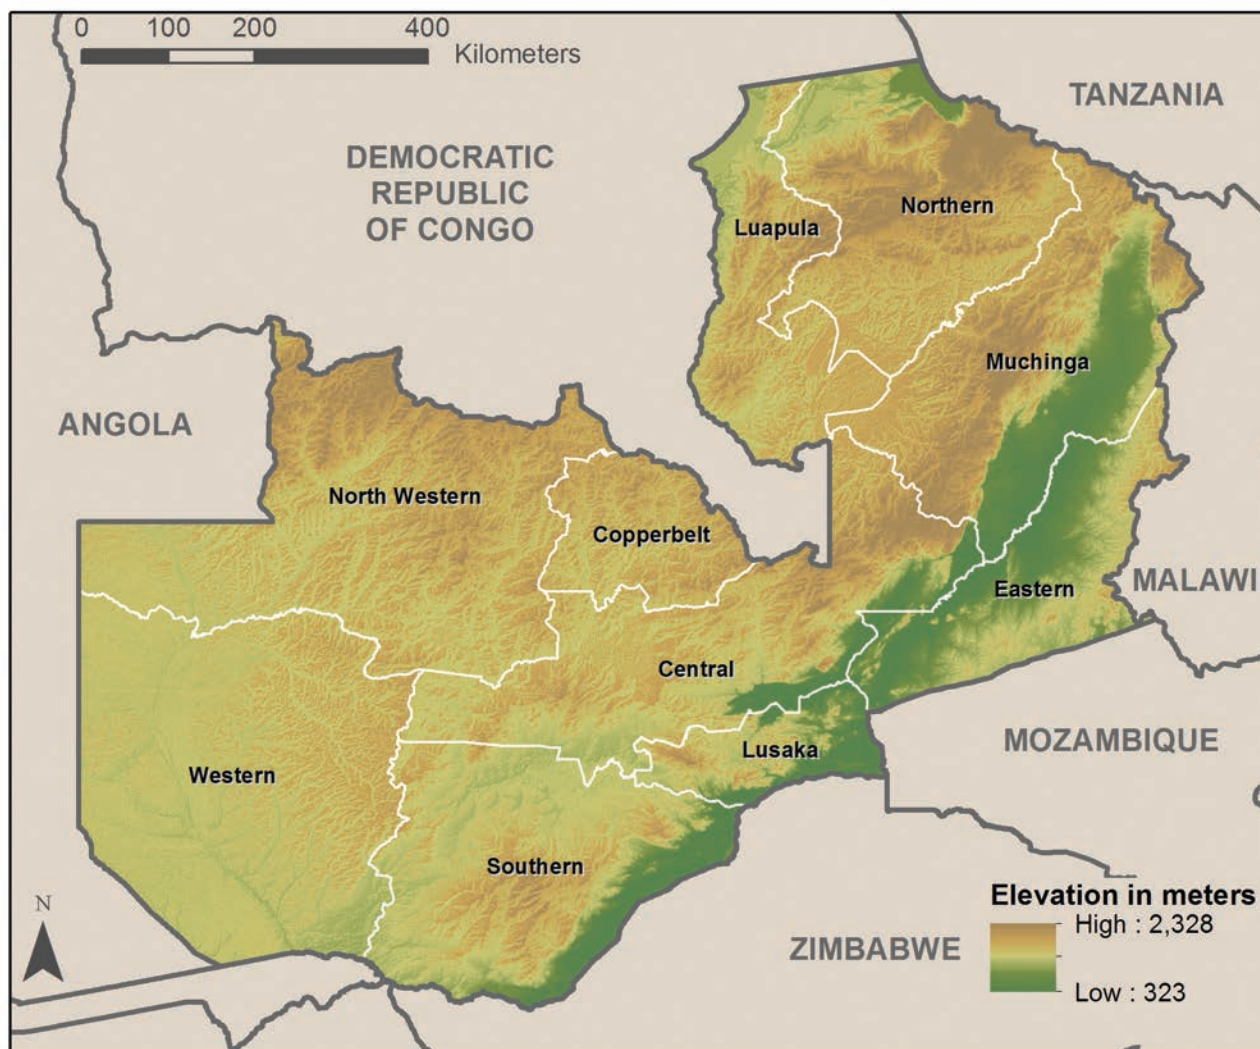 0 100 200 400
Kilometers
TANZANIA
DEMOCRATIC
REPUBLIC
OF CONGO
Northern
Luapula
Muchinga
ANGOLA
North Western
Copperbelt
MALAWI
Eastern
Central
MOZAMBIQUE
Lusaka
Western
Southern
Elevation in meters
High : 2,328
Low : 323
N
ZIMBABWE